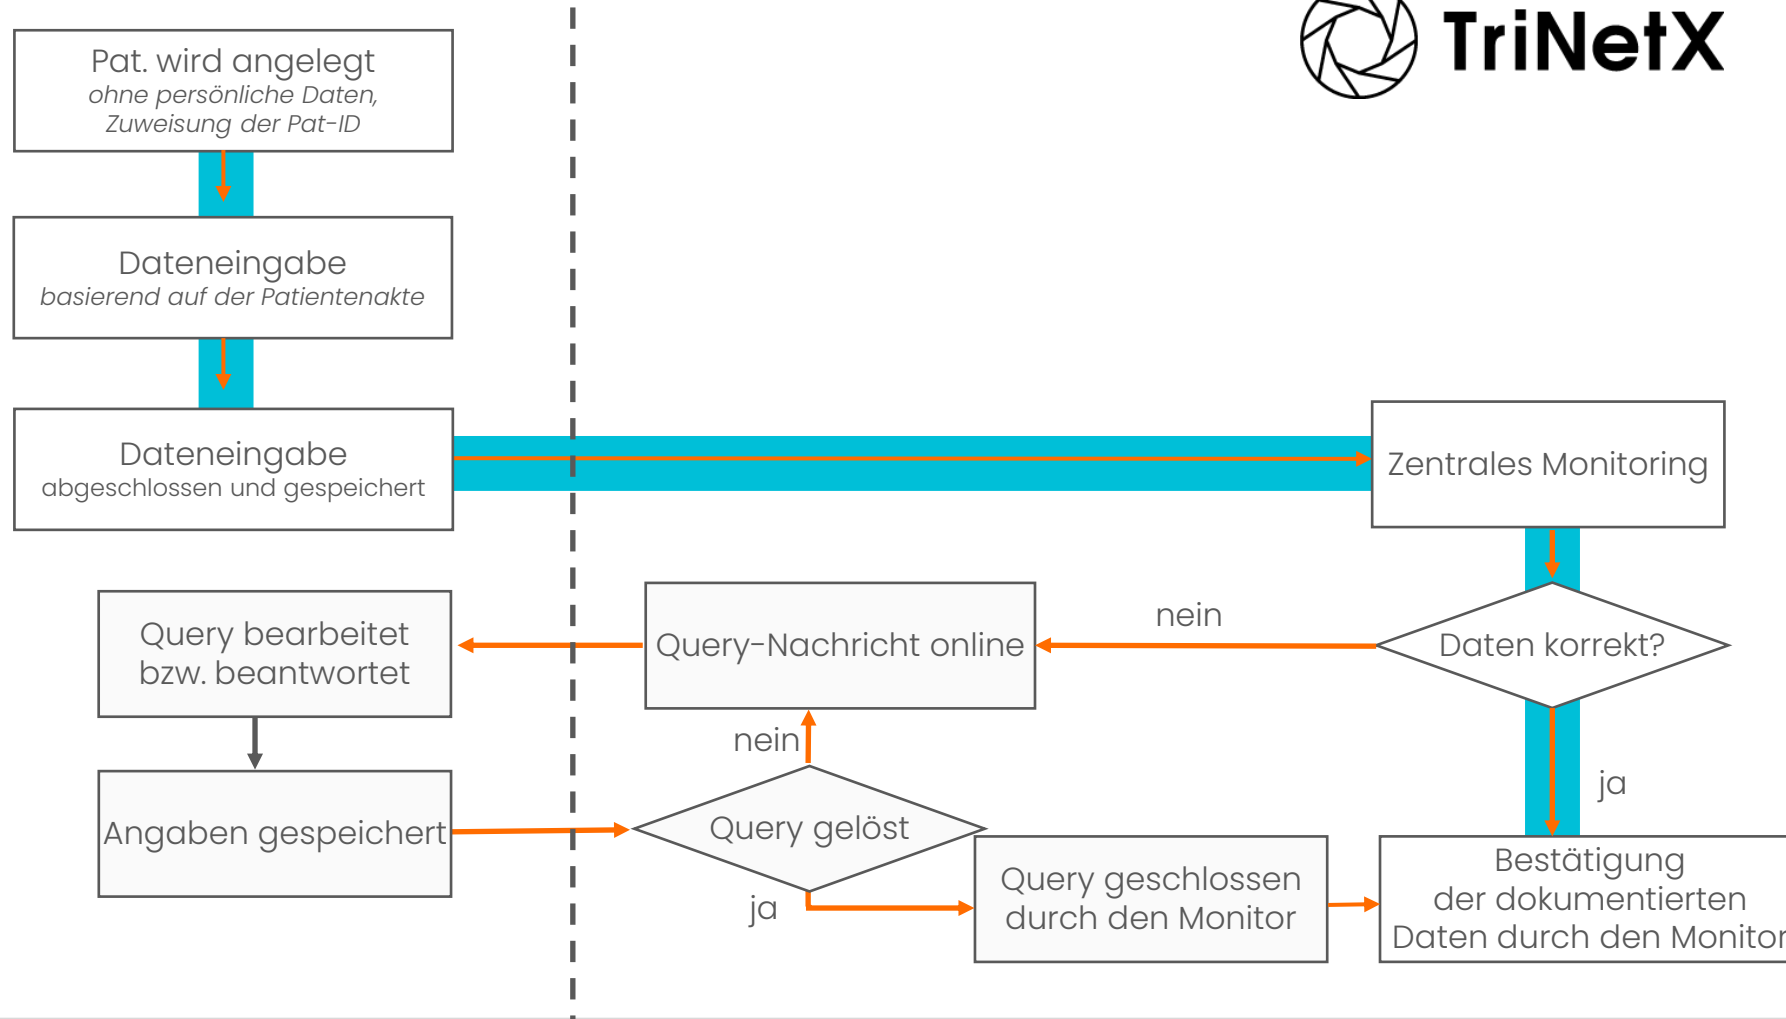 TriNetX
Pat. wird angelegt
ohne persönliche Daten,
Zuweisung der Pat-ID
Dateneingabe
basierend auf der Patientenakte
Dateneingabe
abgeschlossen und gespeichert
Zentrales Monitoring
Query bearbeitet
bzw. beantwortet
Query-Nachricht online
nein
Daten korrekt?
nein
ja
Angaben gespeichert
Query gelöst
ja
Query geschlossen
durch den Monitor
Bestätigung
der dokumentierten
Daten durch den Monitor